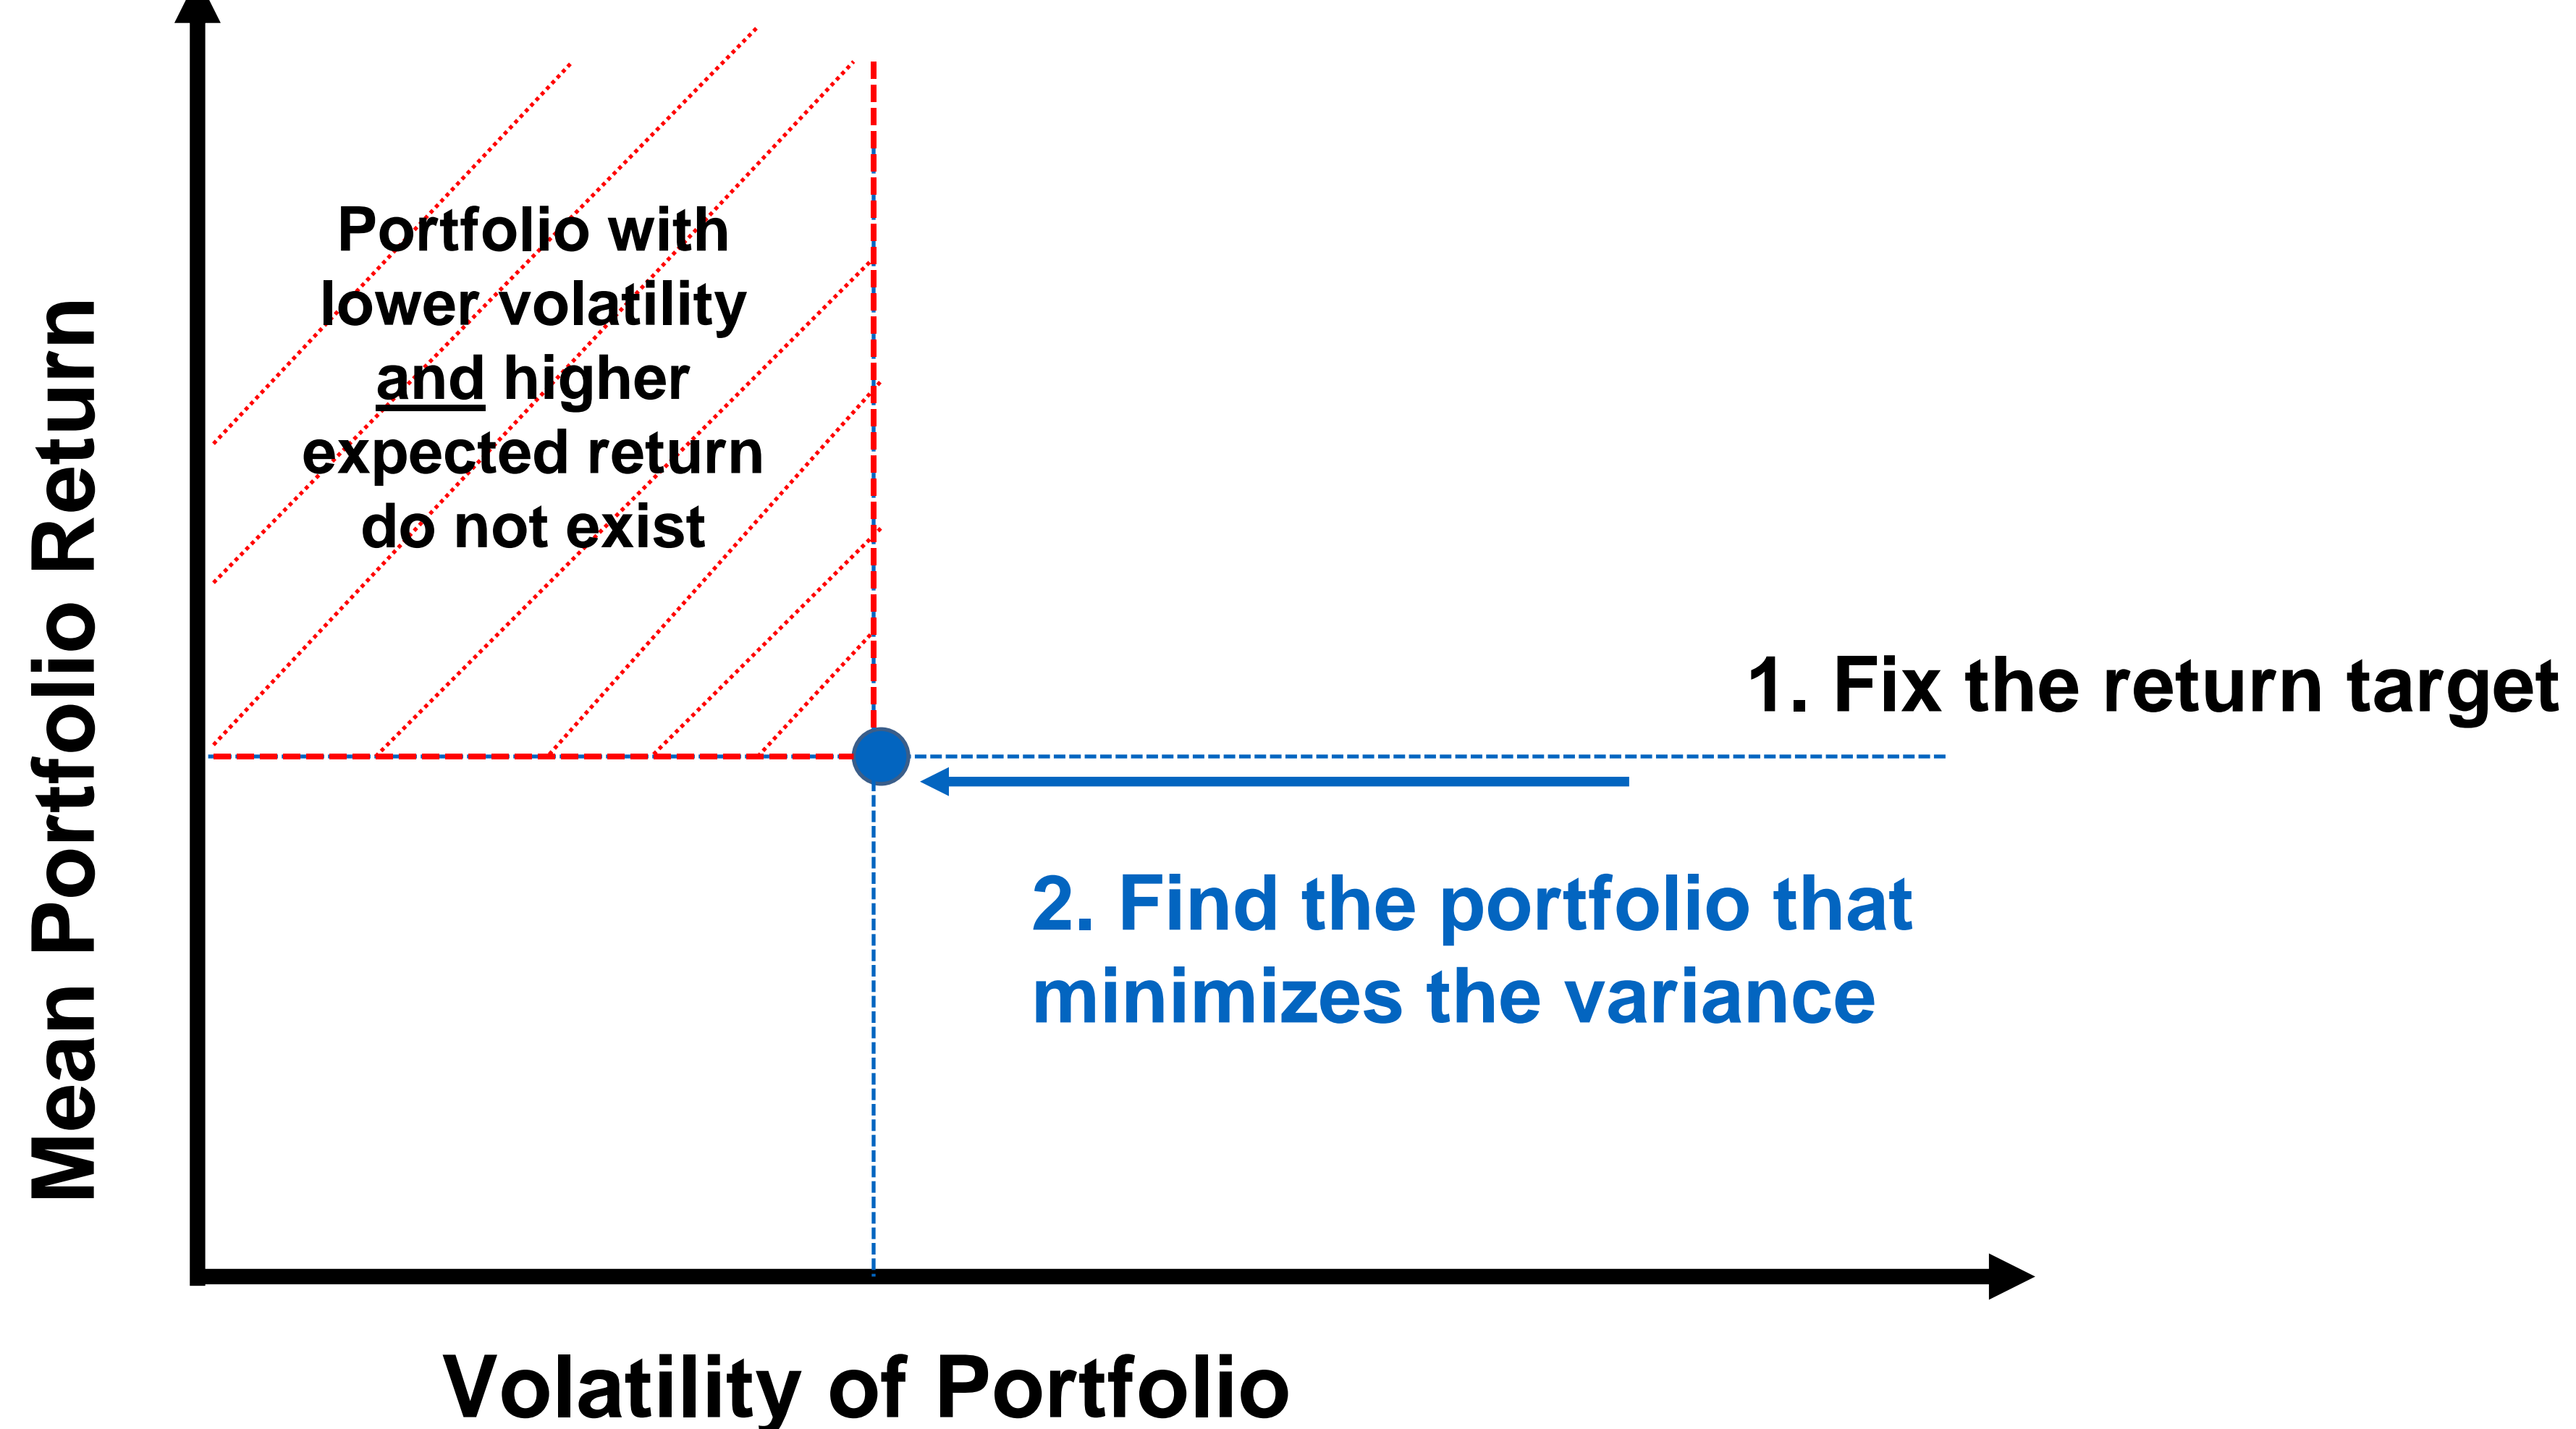 Mean Portfolio Return
Portfolio with
lower volatility
and higher
expected return
do not exist
1. Fix the return target
2. Find the portfolio that
minimizes the variance
Volatility of Portfolio